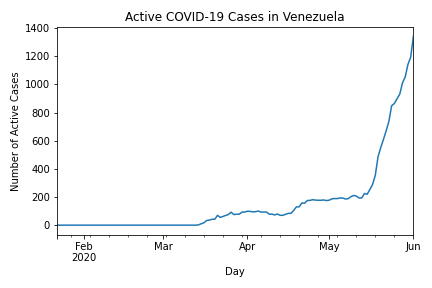 Active COVID-19 Cases in Venezuela
1400
1200
1000
800
600
400
200
0
Number of Active Cases
Feb
2020
Mar
Apr
May
Jun
Day